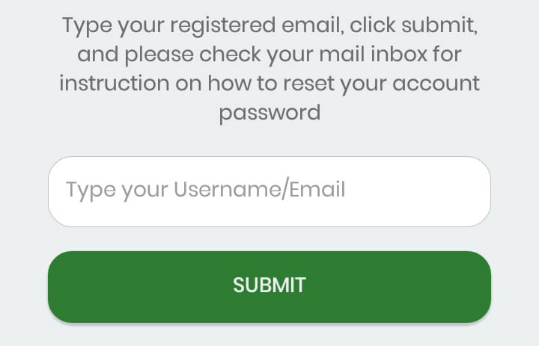 Type your registered email, click submit,
and please check your mail inbox for
instruction on how to reset your account
password
Type your Username/Email
SUBMIT